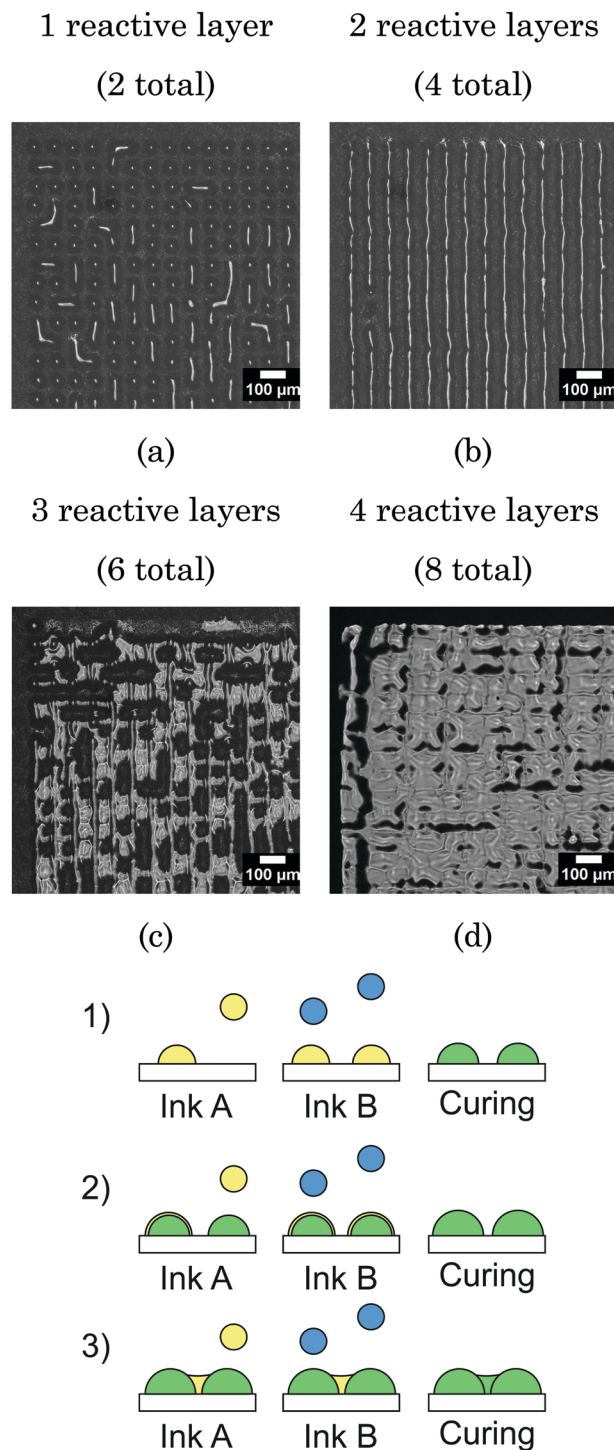 1 reactive layer
(2 total)
2 reactive layers
(4 total)
100 µm
100 µm
(a)
(b)
3 reactive layers
(6 total)
4 reactive layers
(8 total)
100 µm
100 µm
(c)
(d)
1)
Ink A
Ink B
Curing
2)
Ink A
Ink B
Curing
3)
Ink A
Ink B
Curing